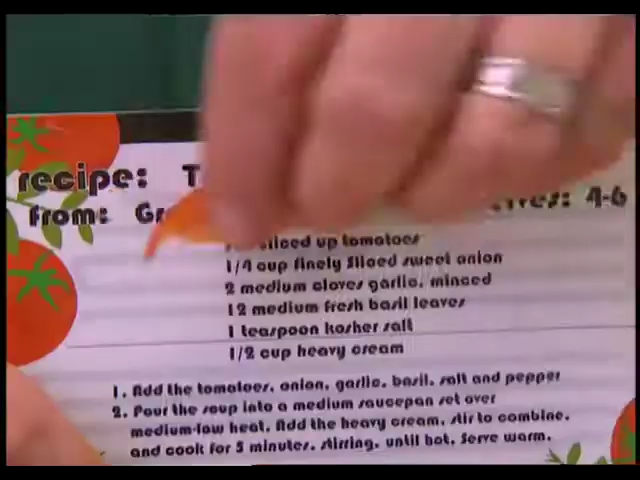 recipe: T
from: Gr
serves: 4-6
sliced up tomatoes
1/4 cup finely sliced sweet onion
2 medium cloves garlic, minced
12 medium fresh basil leaves
1 teaspoon kosher salt
1/2 cup heavy cream
1. Add the tomatoes, onion, garlic, basil, salt and pepper
2. Pour the soup into a medium saucepan set over
medium-low heat. Add the heavy cream, stir to combine,
and cook for 5 minutes, stirring, until hot. Serve warm.